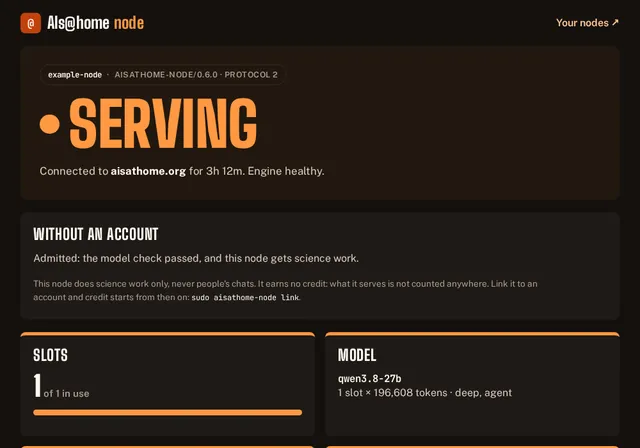 @ AIs@home node
Your nodes ↗
example-node · AISATHOME-NODE/0.6.0 · PROTOCOL 2
SERVING
Connected to aisathome.org for 3h 12m. Engine healthy.
WITHOUT AN ACCOUNT
Admitted: the model check passed, and this node gets science work.
This node does science work only, never people's chats. It earns no credit: what it serves is not counted anywhere. Link it to an
account and credit starts from then on: sudo aisathome-node link.
SLOTS
1 of 1 in use
MODEL
qwen3.8-27b
1 slot × 196,608 tokens · deep, agent